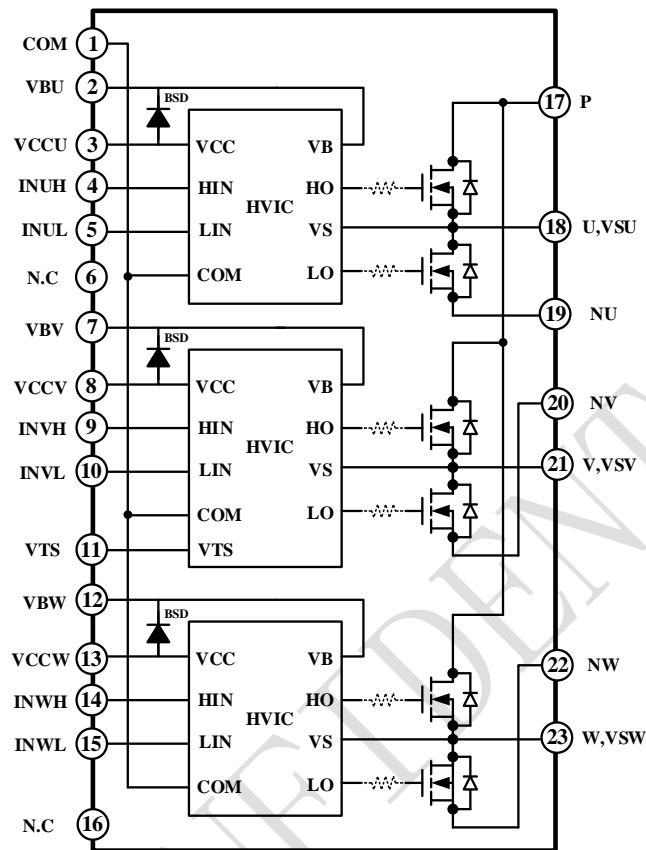 COM 1
VBU 2
BSD
17 P
VCCU 3
VCC
VB
INUH 4
HIN
HVIC
HO
INUL 5
LIN
VS
18 U,VSU
N.C 6
COM
LO
19 NU
VBV 7
BSD
VCCV 8
VCC
VB
20 NV
INVH 9
HIN
HVIC
HO
INVL 10
LIN
VS
21 V,VSV
COM
LO
VTS 11
VTS
VBW 12
BSD
VCCW 13
VCC
VB
22 NW
INWH 14
HIN
HVIC
HO
INWL 15
LIN
VS
23 W,VSW
COM
LO
N.C 16